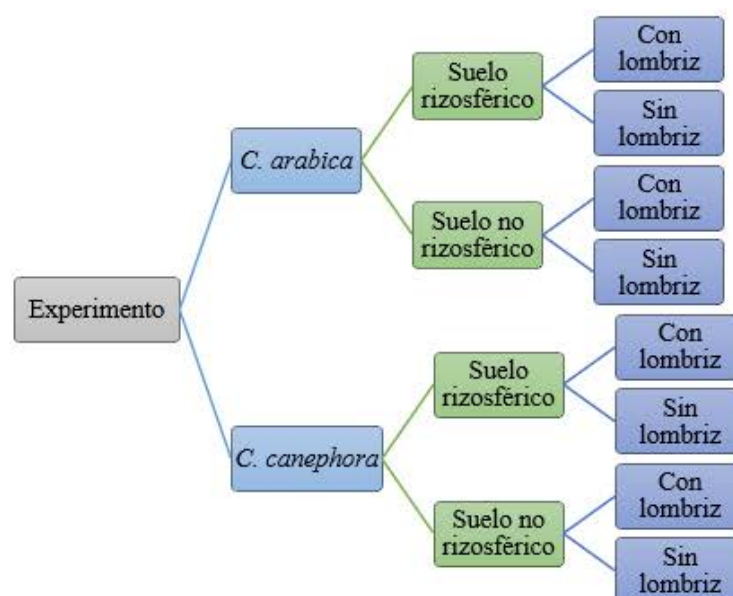 Experimento
C. arabica
Suelo
rizosférico
Con
lombriz
Sin
lombriz
Suelo no
rizosférico
Con
lombriz
Sin
lombriz
C. canephora
Suelo
rizosférico
Con
lombriz
Sin
lombriz
Suelo no
rizosférico
Con
lombriz
Sin
lombriz